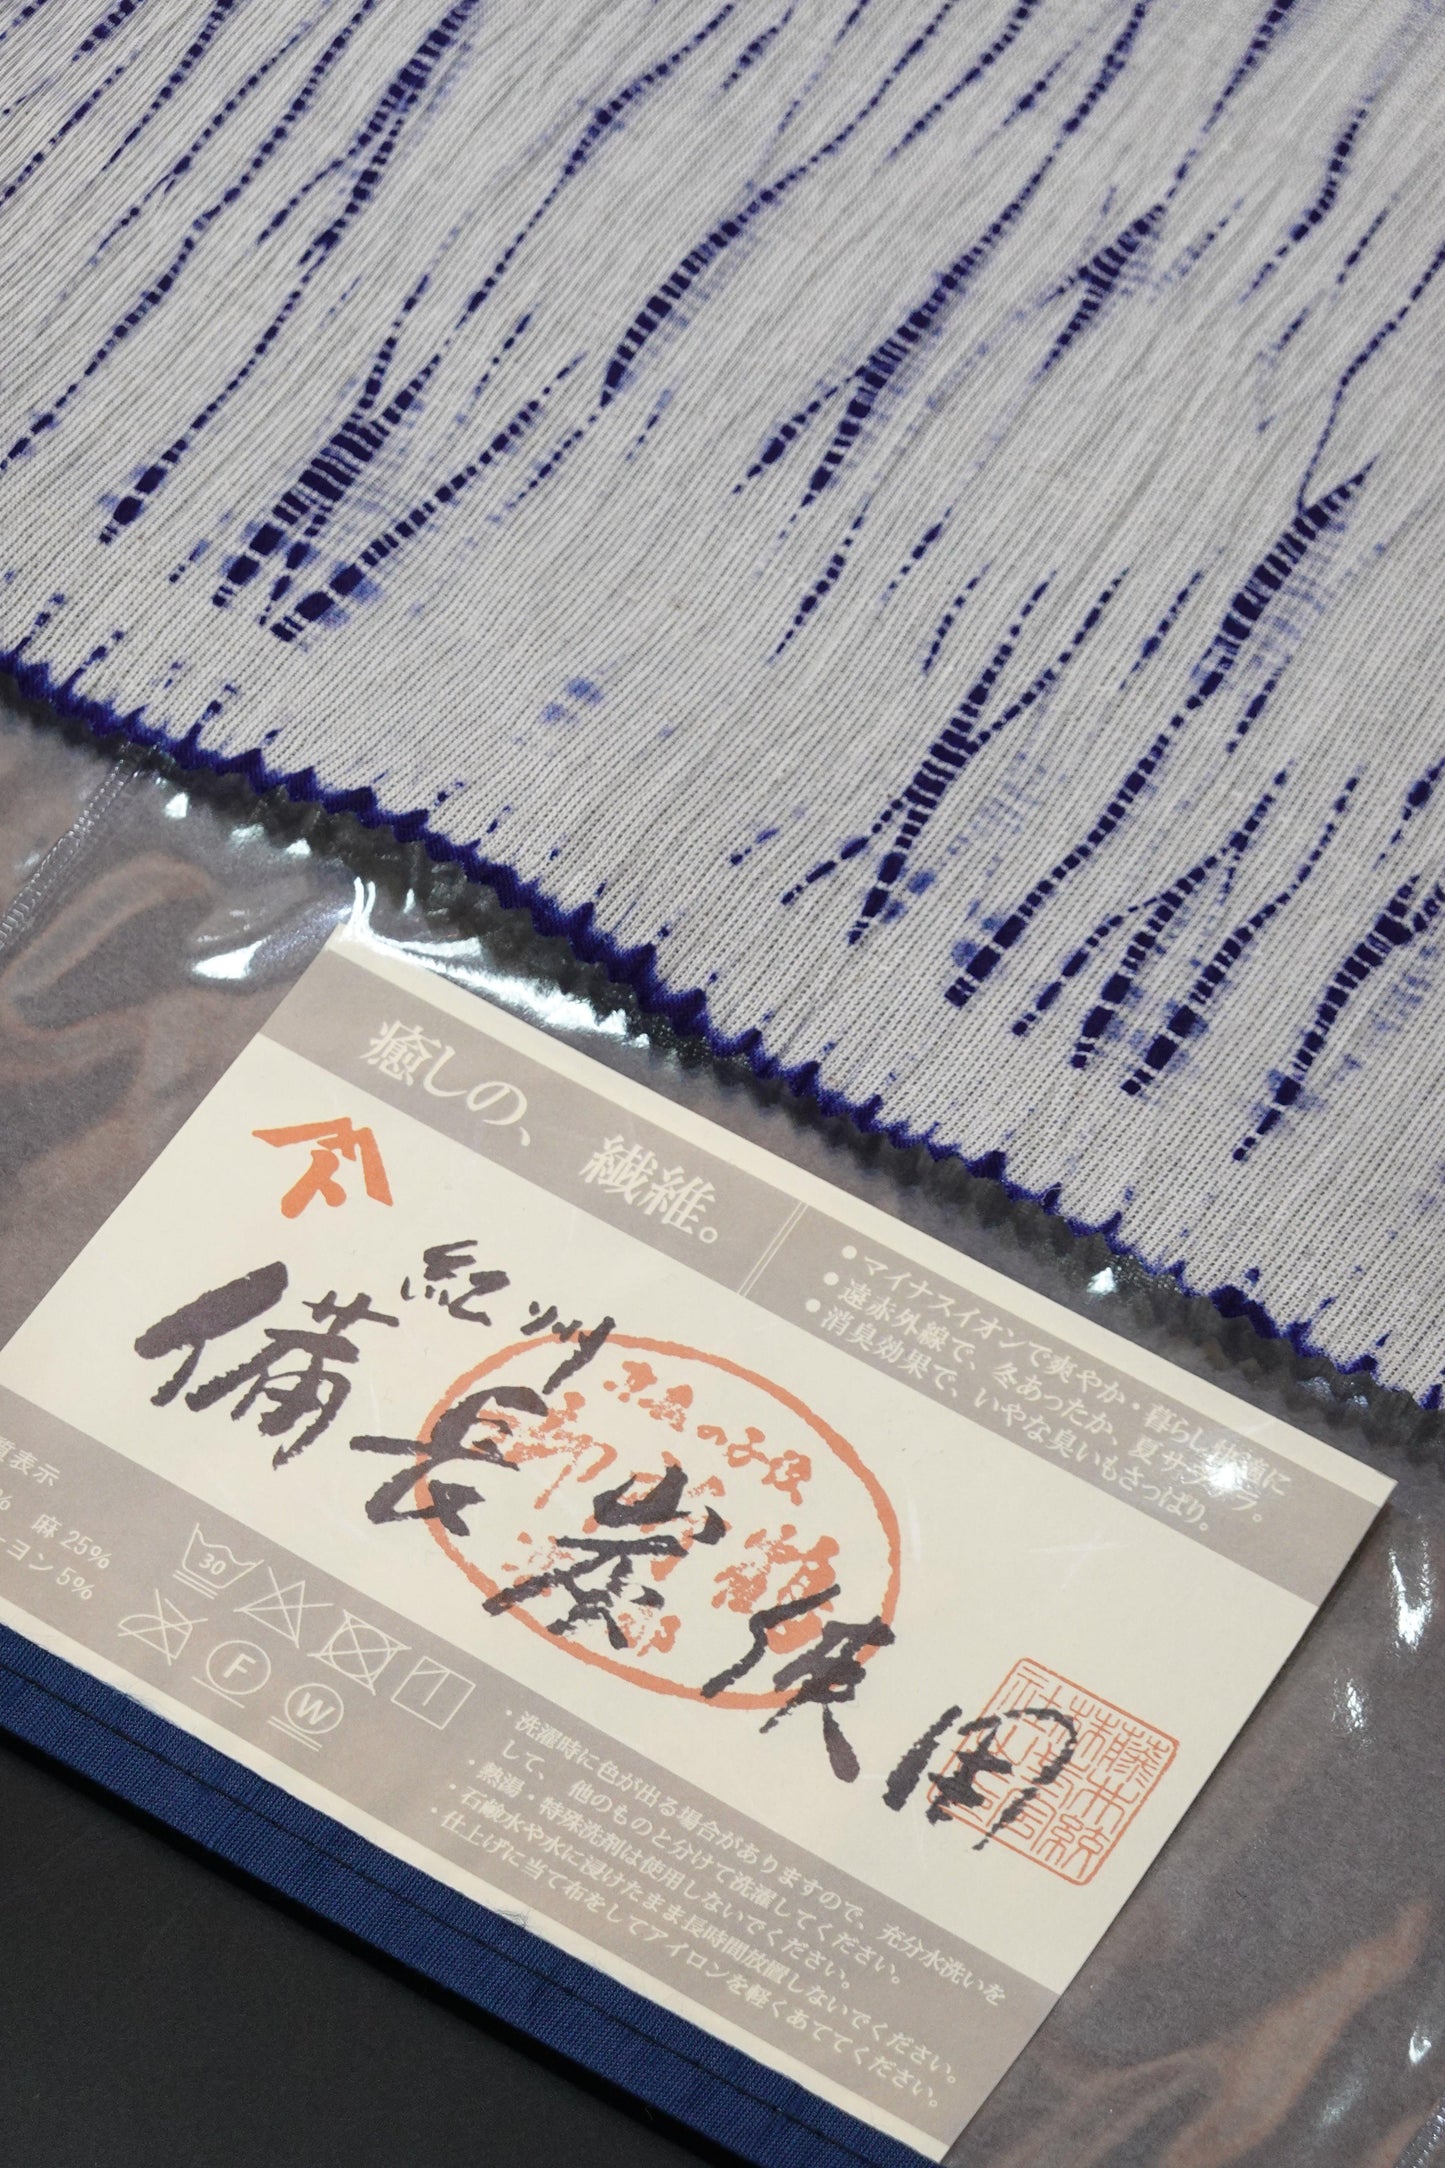 癒しの、繊維。
●マイナスイオンで爽やか・暮らし快適に
●遠赤外線で、冬あったか、夏サラサラ。
●消臭効果で、いやな臭いもさっぱり。
紀州
備長炭使用
質表示
% 麻 25%
ーヨン 5%
30
F
W
・洗濯時に色が出る場合がありますので、充分水洗いを
して、他のものと分けて洗濯してください。
・熱湯・特殊洗剤は使用しないでください。
・石鹸水や水に浸けたまま長時間放置しないでください。
・仕上げに当て布をしてアイロンを軽くあててください。